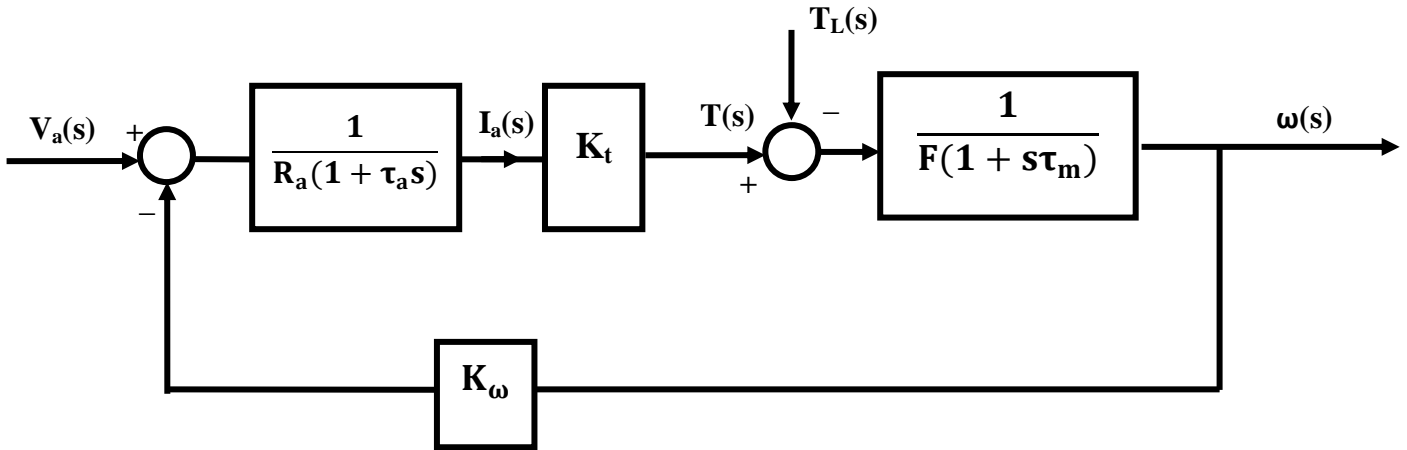 T_L(s)
V_a(s)
+
−
1
R_a(1 + τ_a s)
I_a(s)
K_t
T(s)
+
−
1
F(1 + sτ_m)
ω(s)
K_ω